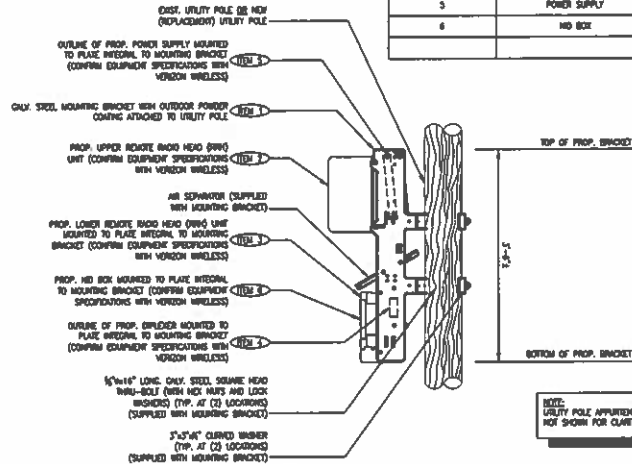 EXIST. UTILITY POLE OR NEW
(REPLACEMENT) UTILITY POLE
5 POWER SUPPLY
6 NID BOX
OUTLINE OF PROP. POWER SUPPLY MOUNTED
TO PLATE INTEGRAL TO MOUNTING BRACKET
(CONFIRM EQUIPMENT SPECIFICATIONS WITH
VERIZON WIRELESS)
ITEM 5
GALV. STEEL MOUNTING BRACKET WITH OUTDOOR POWDER
COATING ATTACHED TO UTILITY POLE
ITEM 1
PROP. UPPER REMOTE RADIO HEAD (RRH)
UNIT (CONFIRM EQUIPMENT SPECIFICATIONS
WITH VERIZON WIRELESS)
ITEM 2
AIR SEPARATOR (SUPPLIED
WITH MOUNTING BRACKET)
PROP. LOWER REMOTE RADIO HEAD (RRH) UNIT
MOUNTED TO PLATE INTEGRAL TO MOUNTING
BRACKET (CONFIRM EQUIPMENT SPECIFICATIONS
WITH VERIZON WIRELESS)
ITEM 3
PROP. NID BOX MOUNTED TO PLATE INTEGRAL
TO MOUNTING BRACKET (CONFIRM EQUIPMENT
SPECIFICATIONS WITH VERIZON WIRELESS)
ITEM 6
OUTLINE OF PROP. DIPLEXER MOUNTED TO
PLATE INTEGRAL TO MOUNTING BRACKET
(CONFIRM EQUIPMENT SPECIFICATIONS WITH
VERIZON WIRELESS)
ITEM 4
LONG, GALV. STEEL SQUARE HEAD
THRU-BOLT (WITH HEX NUTS AND LOCK
WASHERS) (TYP. AT (2) LOCATIONS)
(SUPPLIED WITH MOUNTING BRACKET)
CURVED WASHER
(TYP. AT (2) LOCATIONS)
(SUPPLIED WITH MOUNTING BRACKET)
TOP OF PROP. BRACKET
BOTTOM OF PROP. BRACKET
NOTE:
UTILITY POLE APPURTEN
NOT SHOWN FOR CLARIT